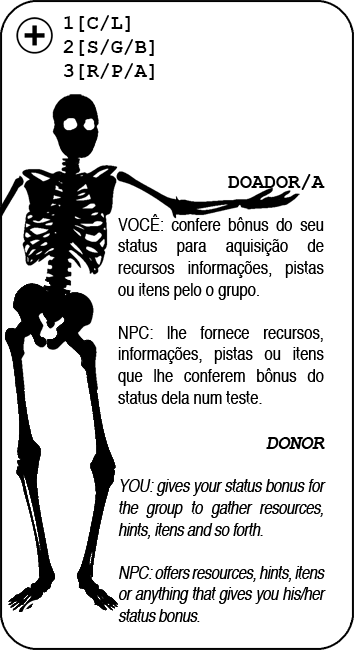 1[C/L]
2[S/G/B]
3[R/P/A]
DOADOR/A
VOCÊ: confere bônus do seu
status para aquisição de
recursos informações, pistas
ou itens pelo o grupo.
NPC: lhe fornece recursos,
informações, pistas ou itens
que lhe conferem bônus do
status dela num teste.
DONOR
YOU: gives your status bonus for
the group to gather resources,
hints, itens and so forth.
NPC: offers resources, hints, itens
or anything that gives you his/her
status bonus.